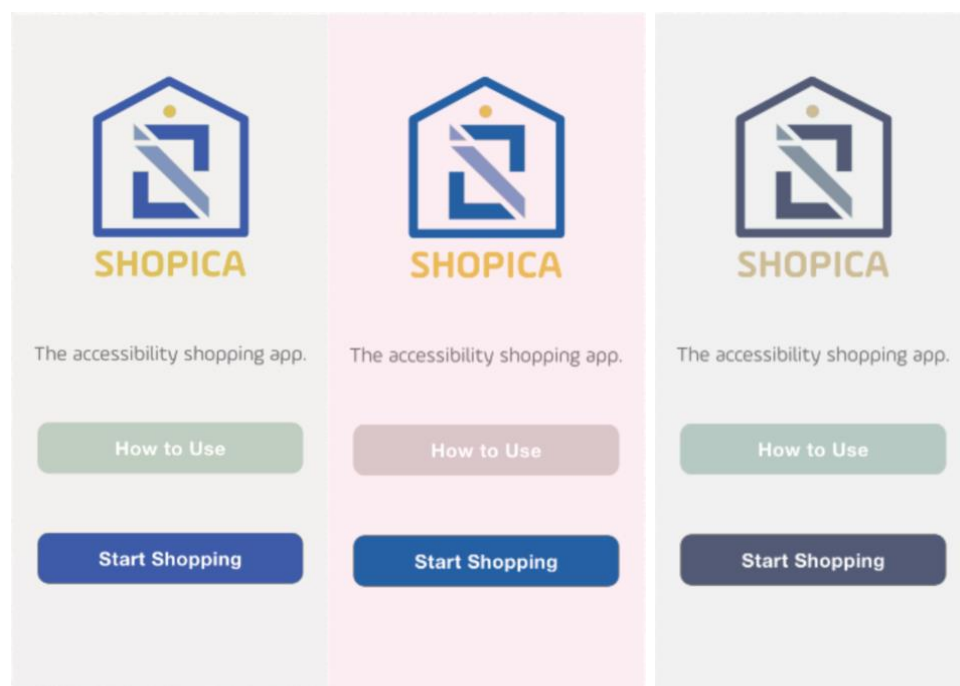 SHOPICA
The accessibility shopping app.
How to Use
Start Shopping
SHOPICA
The accessibility shopping app.
How to Use
Start Shopping
SHOPICA
The accessibility shopping app.
How to Use
Start Shopping